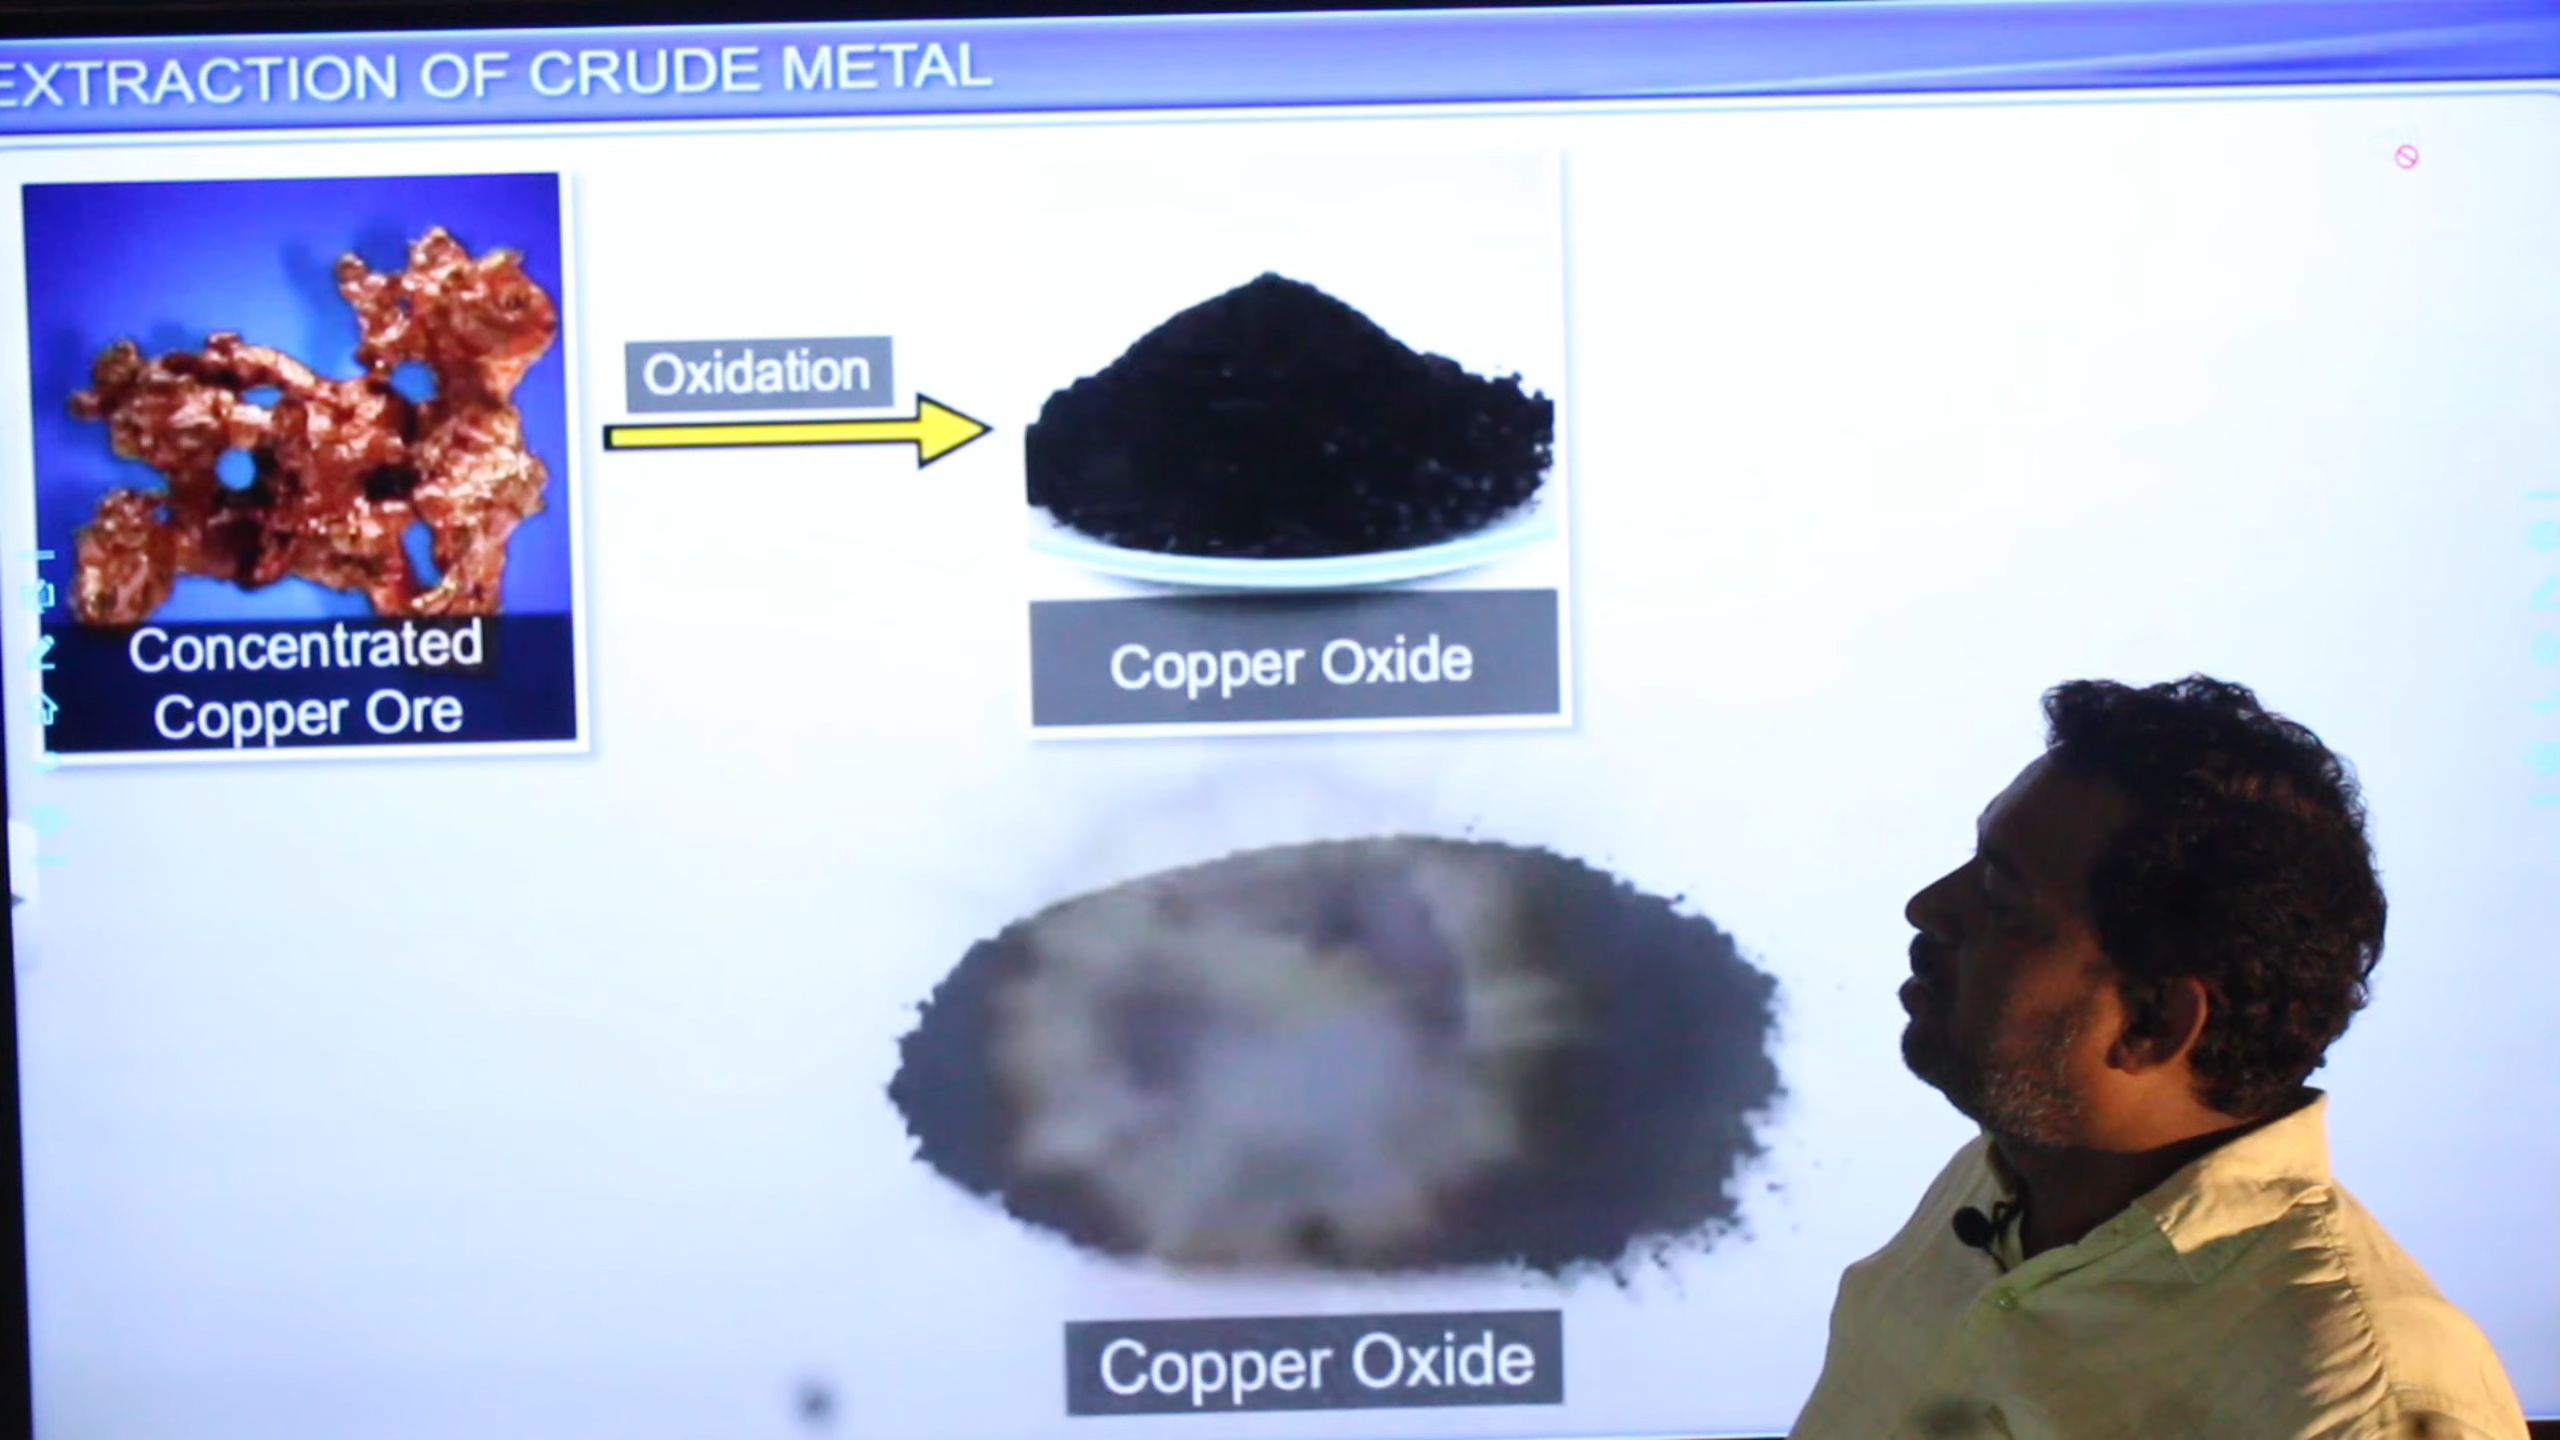 EXTRACTION OF CRUDE METAL
Oxidation
Concentrated
Copper Ore
Copper Oxide
Copper Oxide